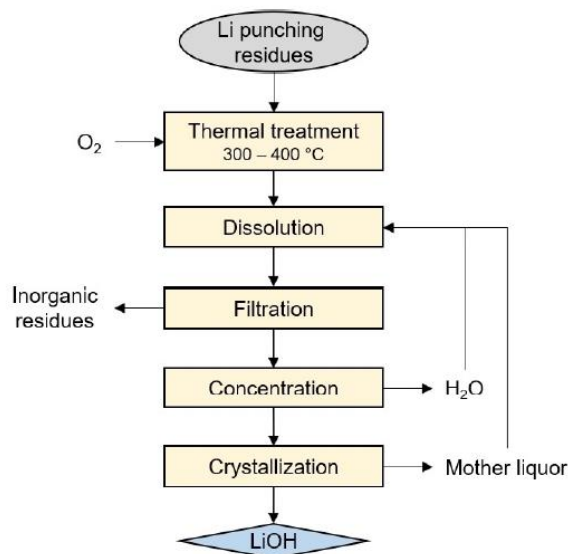 Li punching
residues
Thermal treatment
300 – 400 °C
O₂
Dissolution
Inorganic
residues
Filtration
Concentration
H₂O
Crystallization
Mother liquor
LiOH